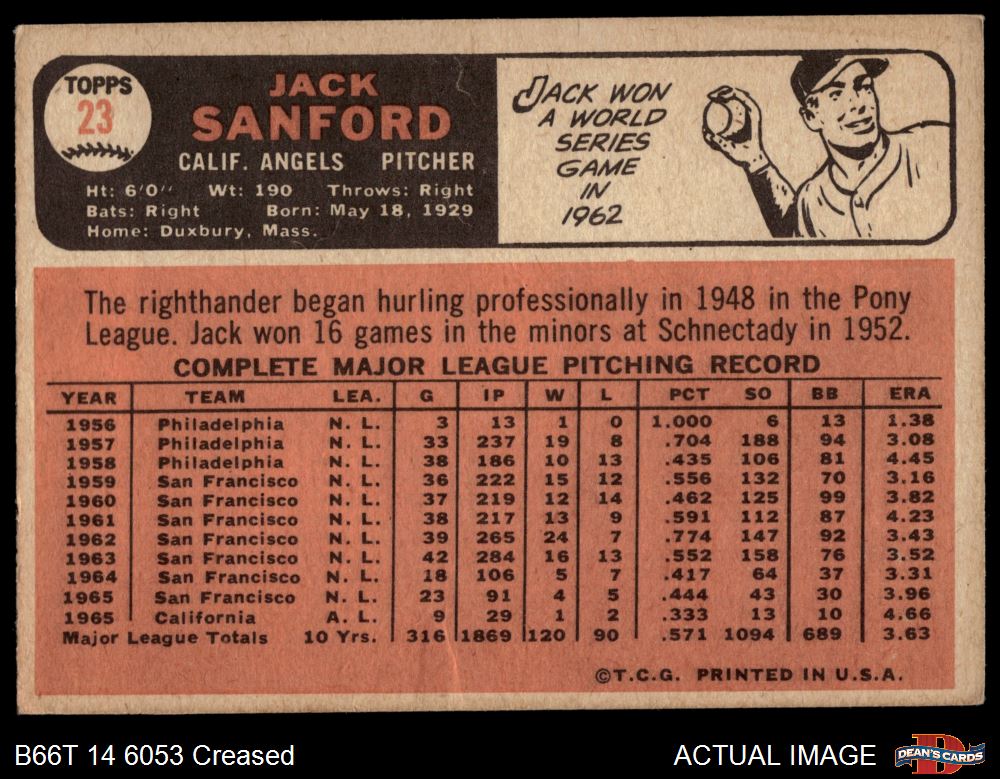 TOPPS
23
JACK
SANFORD
CALIF. ANGELS PITCHER
Ht: 6'0" Wt: 190 Throws: Right
Bats: Right Born: May 18, 1929
Home: Duxbury, Mass.
JACK WON
A WORLD
SERIES
GAME
IN
1962
The righthander began hurling professionally in 1948 in the Pony
League. Jack won 16 games in the minors at Schnectady in 1952.
COMPLETE MAJOR LEAGUE PITCHING RECORD
YEAR TEAM LEA. G IP W L PCT SO BB ERA
1956 Philadelphia N. L. 3 13 1 0 1.000 6 13 1.38
1957 Philadelphia N. L. 33 237 19 8 .704 188 94 3.08
1958 Philadelphia N. L. 38 186 10 13 .435 106 81 4.45
1959 San Francisco N. L. 36 222 15 12 .556 132 70 3.16
1960 San Francisco N. L. 37 219 12 14 .462 125 99 3.82
1961 San Francisco N. L. 38 217 13 9 .591 112 87 4.23
1962 San Francisco N. L. 39 265 24 7 .774 147 92 3.43
1963 San Francisco N. L. 42 284 16 13 .552 158 76 3.52
1964 San Francisco N. L. 18 106 5 7 .417 64 37 3.31
1965 San Francisco N. L. 23 91 4 5 .444 43 30 3.96
1965 California A. L. 9 29 1 2 .333 13 10 4.66
Major League Totals 10 Yrs. 316 1869 120 90 .571 1094 689 3.63
©T.C.G. PRINTED IN U.S.A.
B66T 14 6053 Creased
ACTUAL IMAGE
DEAN'S CARDS